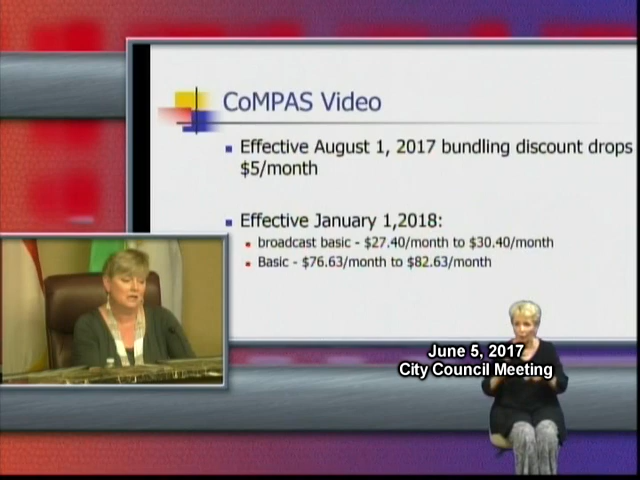 CoMPAS Video
Effective August 1, 2017 bundling discount drops
$5/month
Effective January 1,2018:
broadcast basic - $27.40/month to $30.40/month
Basic - $76.63/month to $82.63/month
June 5, 2017
City Council Meeting